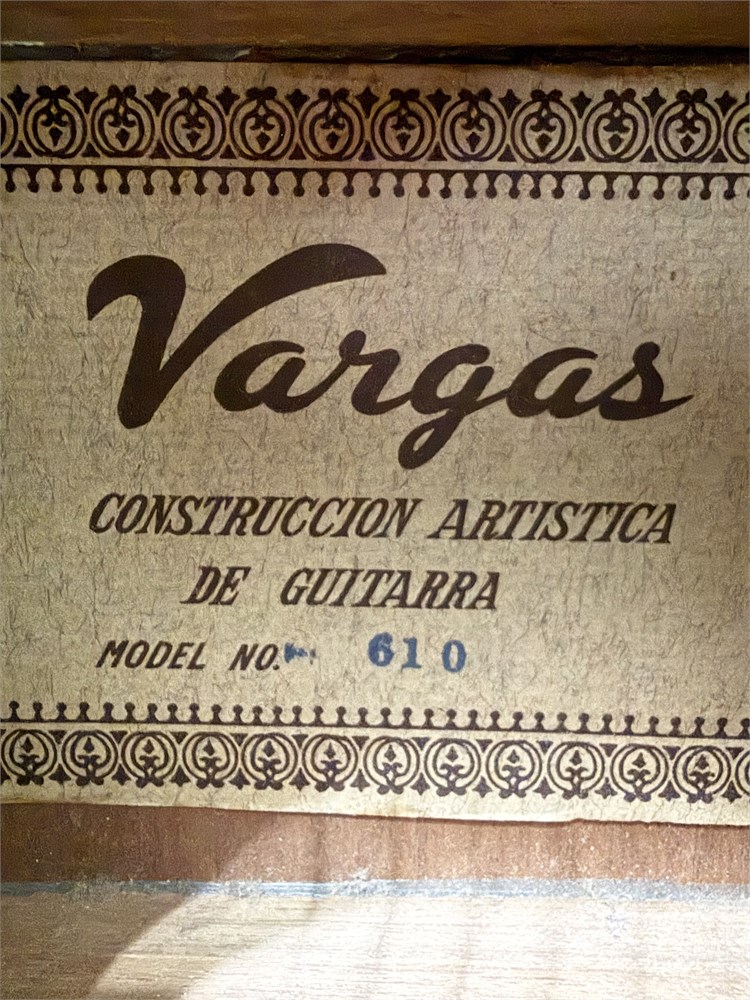 Vargas
CONSTRUCCION ARTISTICA
DE GUITARRA
MODEL NO. 610